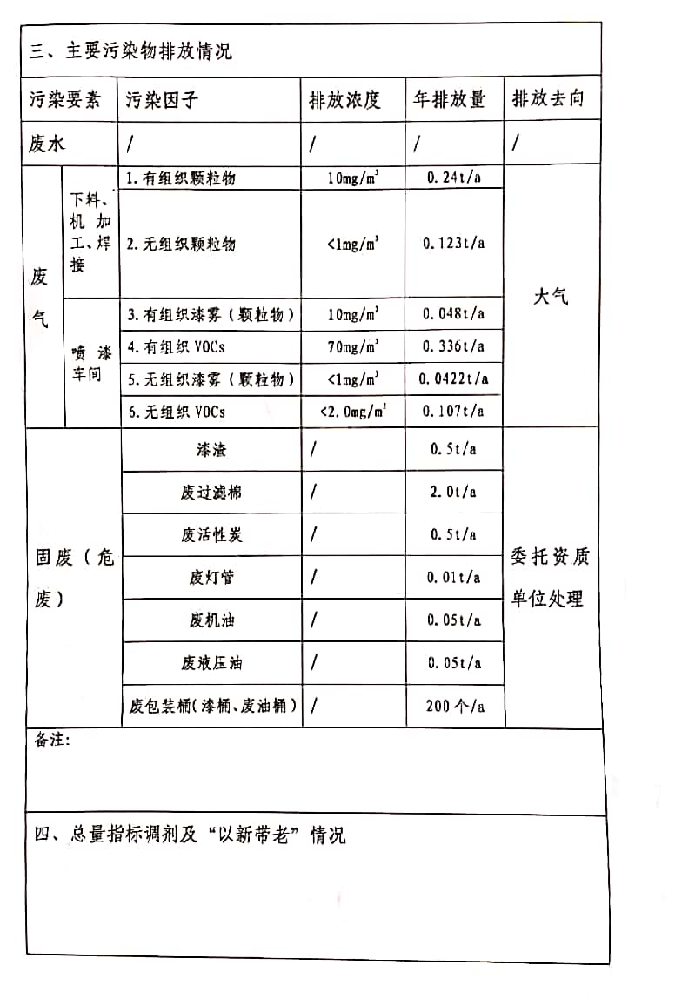 三、主要污染物排放情况
污染要素 污染因子 排放浓度 年排放量 排放去向
废水 / / / /
废气
下料、
机加
工、焊
接
1.有组织颗粒物 10mg/m³ 0.24t/a
2.无组织颗粒物 <1mg/m³ 0.123t/a
大气
喷漆
车间
3.有组织漆雾(颗粒物) 10mg/m³ 0.048t/a
4.有组织VOCs 70mg/m³ 0.336t/a
5.无组织漆雾(颗粒物) <1mg/m³ 0.0422t/a
6.无组织VOCs <2.0mg/m³ 0.107t/a
固废(危
废)
漆渣 / 0.5t/a
废过滤棉 / 2.0t/a
废活性炭 / 0.5t/a
废灯管 / 0.01t/a
废机油 / 0.05t/a
废液压油 / 0.05t/a
废包装桶(漆桶、废油桶) / 200个/a
委托资质
单位处理
备注:
四、总量指标调剂及“以新带老”情况